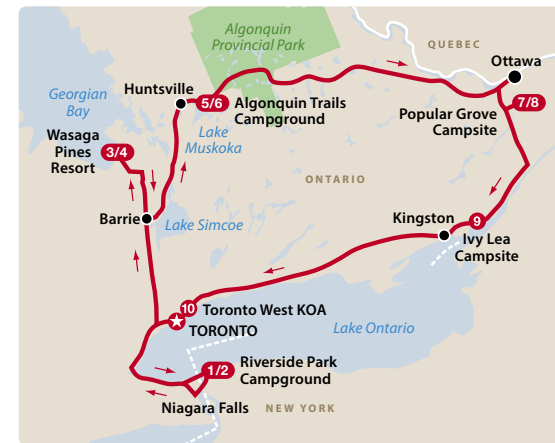 Algonquin
Provincial Park
QUEBEC
Ottawa
Huntsville
Georgian
Bay
5/6
Algonquin Trails
Campground
7/8
Popular Grove
Campsite
Lake
Muskoka
Wasaga
Pines
Resort
3/4
ONTARIO
Barrie
Lake Simcoe
Kingston
9
Ivy Lea
Campsite
10
Toronto West KOA
TORONTO
Lake Ontario
1/2
Riverside Park
Campground
Niagara Falls
NEW YORK